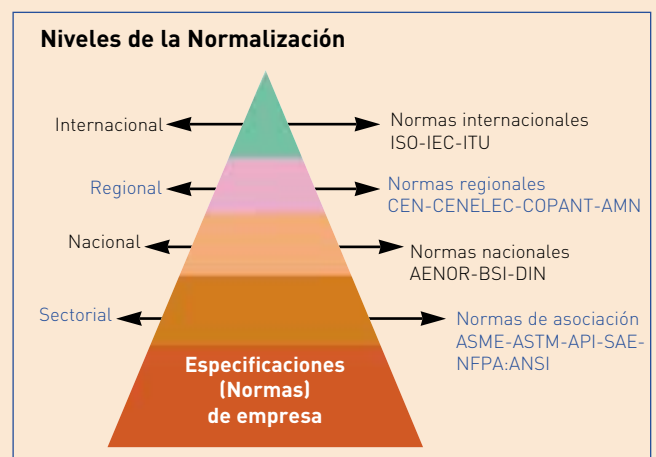 Niveles de la Normalización
Internacional
Normas internacionales
ISO-IEC-ITU
Regional
Normas regionales
CEN-CENELEC-COPANT-AMN
Nacional
Normas nacionales
AENOR-BSI-DIN
Sectorial
Normas de asociación
ASME-ASTM-API-SAE-
NFPA:ANSI
Especificaciones
(Normas)
de empresa